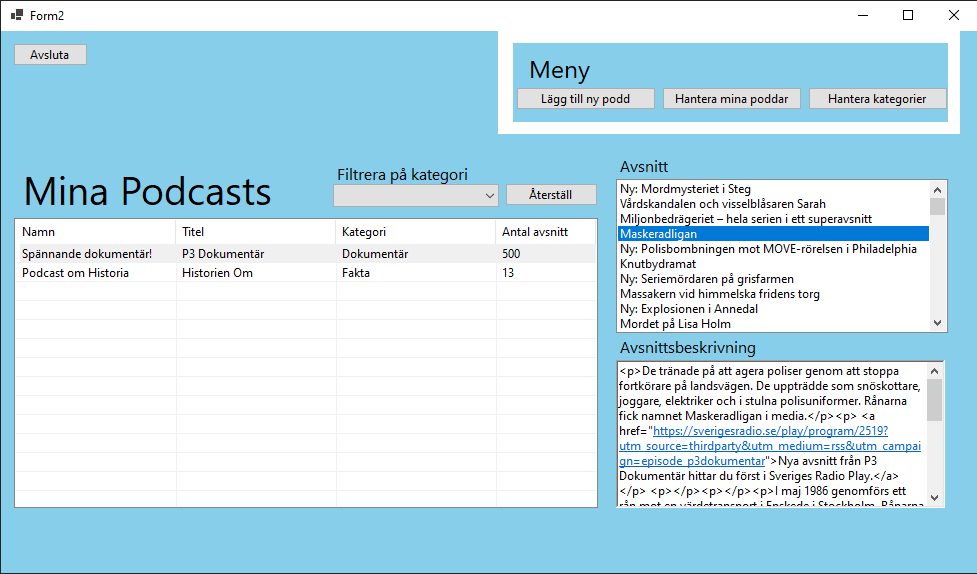 Form2
Avsluta
Meny
Lägg till ny podd Hantera mina poddar Hantera kategorier
Mina Podcasts
Filtrera på kategori
Återställ
Namn Titel Kategori Antal avsnitt
Spännande dokumentär! P3 Dokumentär Dokumentär 500
Podcast om Historia Historien Om Fakta 13
Avsnitt
Ny: Mordmysteriet i Steg
Vårdskandalen och visselblåsaren Sarah
Miljonbedrägeriet – hela serien i ett superavsnitt
Maskeradligan
Ny: Polisbombningen mot MOVE-rörelsen i Philadelphia
Knutbydramat
Ny: Seriemördaren på grisfarmen
Massakern vid himmelska fridens torg
Ny: Explosionen i Annedal
Mordet på Lisa Holm
Avsnittsbeskrivning
<p>De tränade på att agera poliser genom att stoppa
fortkörare på landsvägen. De uppträdde som snöskottare,
joggare, elektriker och i stulna polisuniformer. Rånarna
fick namnet Maskeradligan i media.</p><p> <a
href="https://sverigesradio.se/play/program/2519?
utm_source=thirdparty&utm_medium=rss&utm_campai
gn=episode_p3dokumentar">Nya avsnitt från P3
Dokumentär hittar du först i Sveriges Radio Play.</a>
</p> <p></p><p></p><p>I maj 1986 genomförs ett
rån mot en värdetransport i Enskede i Stockholm. Rånarna